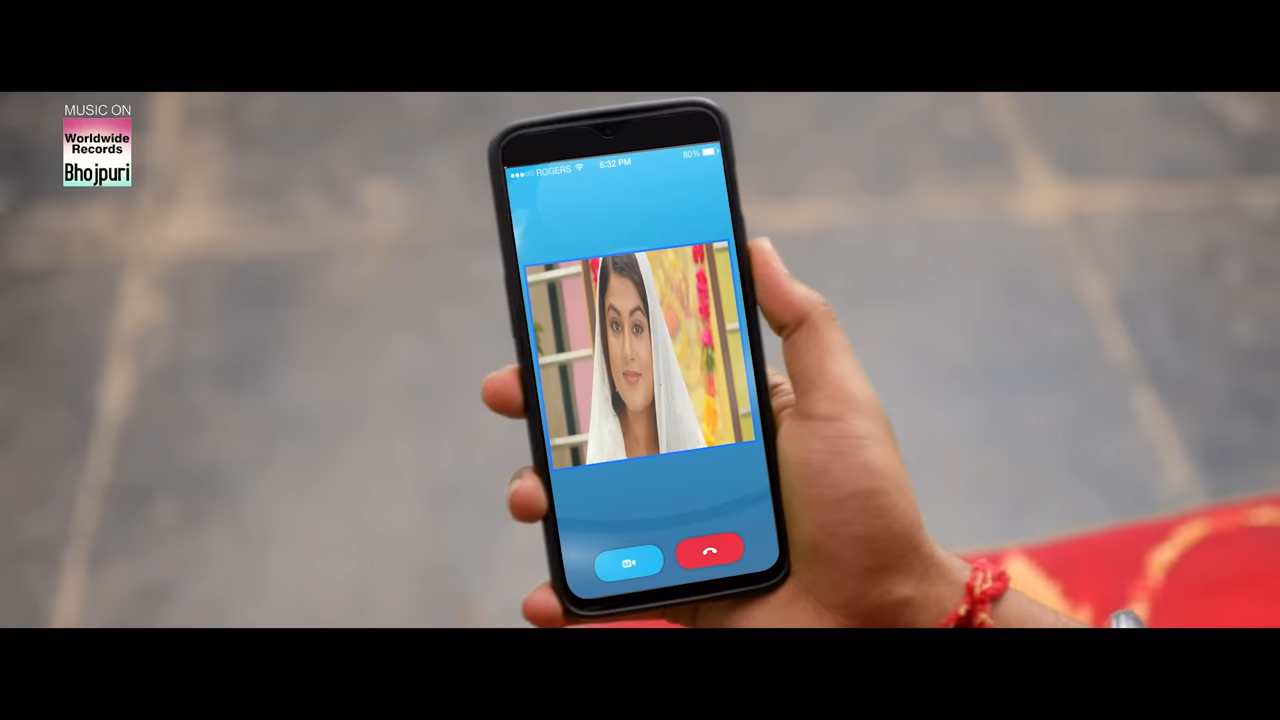 MUSIC ON
Worldwide
Records
Bhojpuri
ROGERS 6:32 PM 80%